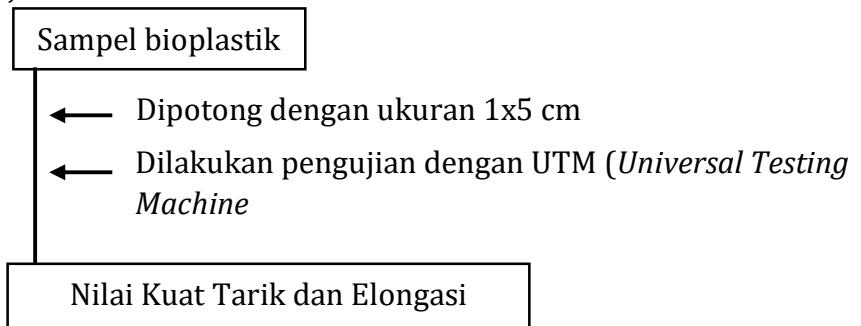 Sampel bioplastik
Dipotong dengan ukuran 1x5 cm
Dilakukan pengujian dengan UTM (Universal Testing
Machine
Nilai Kuat Tarik dan Elongasi